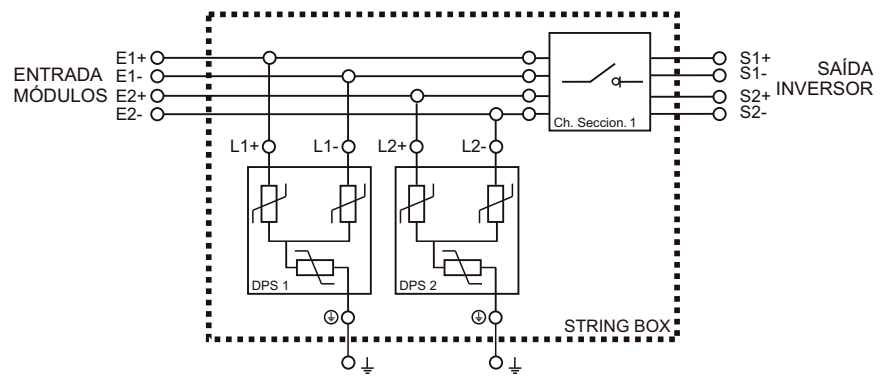 ENTRADA
MÓDULOS
E1+
E1-
E2+
E2-
S1+
S1-
S2+
S2-
SAÍDA
INVERSOR
Ch. Seccion. 1
L1+
L1-
L2+
L2-
DPS 1
DPS 2
STRING BOX